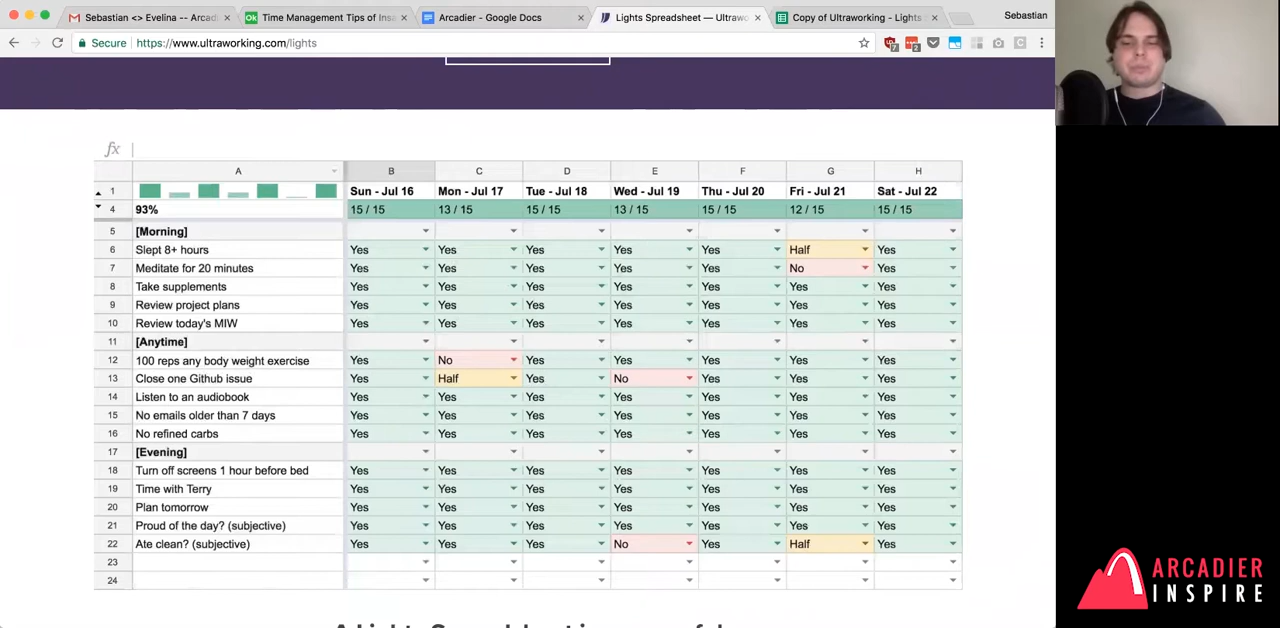 Sebastian <> Evelina -- Arcadi
Time Management Tips of Insa
Arcadier - Google Docs
Lights Spreadsheet — Ultrawo
Copy of Ultraworking - Lights
Sebastian
Secure
https://www.ultraworking.com/lights
7
2
C
fx
A B C D E F G H
1 Sun - Jul 16 Mon - Jul 17 Tue - Jul 18 Wed - Jul 19 Thu - Jul 20 Fri - Jul 21 Sat - Jul 22
4 93% 15 / 15 13 / 15 15 / 15 13 / 15 15 / 15 12 / 15 15 / 15
5 [Morning]
6 Slept 8+ hours Yes Yes Yes Yes Yes Half Yes
7 Meditate for 20 minutes Yes Yes Yes Yes Yes No Yes
8 Take supplements Yes Yes Yes Yes Yes Yes Yes
9 Review project plans Yes Yes Yes Yes Yes Yes Yes
10 Review today's MIW Yes Yes Yes Yes Yes Yes Yes
11 [Anytime]
12 100 reps any body weight exercise Yes No Yes Yes Yes Yes Yes
13 Close one Github issue Yes Half Yes No Yes Yes Yes
14 Listen to an audiobook Yes Yes Yes Yes Yes Yes Yes
15 No emails older than 7 days Yes Yes Yes Yes Yes Yes Yes
16 No refined carbs Yes Yes Yes Yes Yes Yes Yes
17 [Evening]
18 Turn off screens 1 hour before bed Yes Yes Yes Yes Yes Yes Yes
19 Time with Terry Yes Yes Yes Yes Yes Yes Yes
20 Plan tomorrow Yes Yes Yes Yes Yes Yes Yes
21 Proud of the day? (subjective) Yes Yes Yes Yes Yes Yes Yes
22 Ate clean? (subjective) Yes Yes Yes No Yes Half Yes
23
24
ARCADIER
INSPIRE